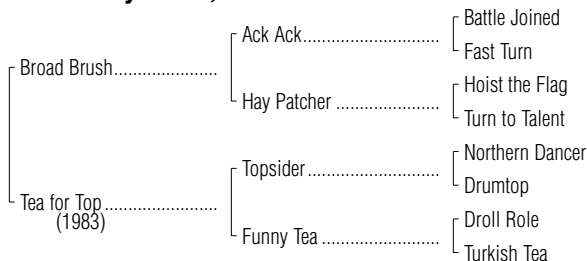 Battle Joined
Ack Ack
Fast Turn
Broad Brush
Hoist the Flag
Hay Patcher
Turn to Talent
Northern Dancer
Topsider
Drumtop
Tea for Top
(1983)
Droll Role
Funny Tea
Turkish Tea